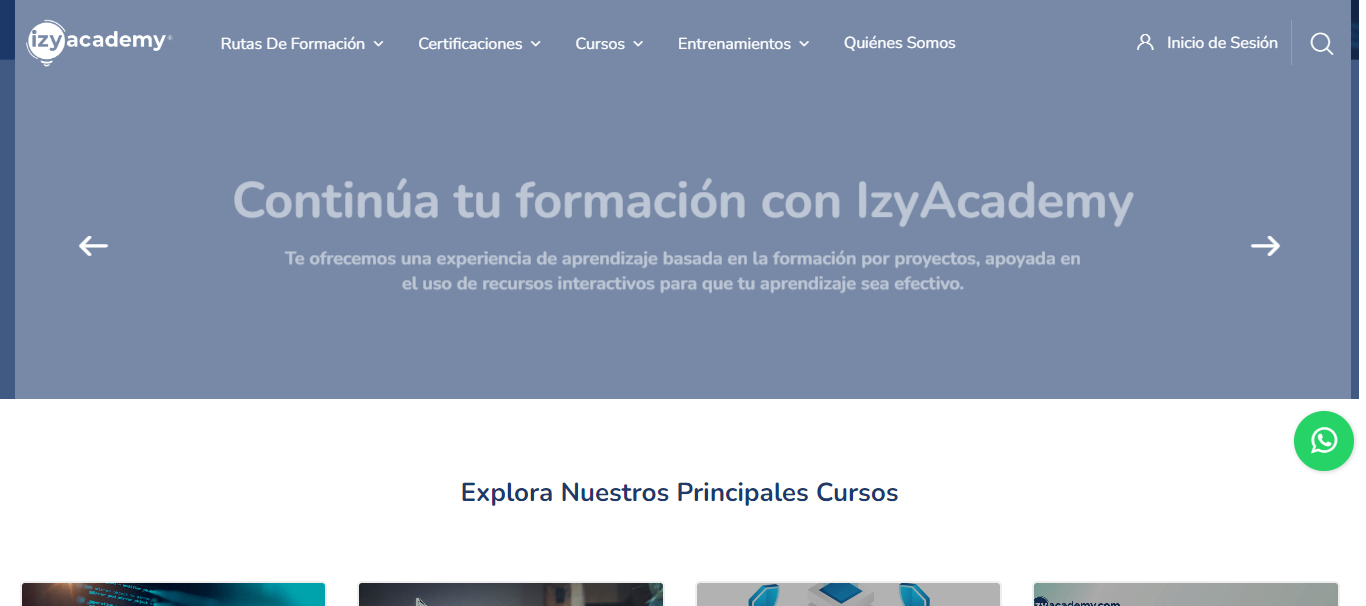 izyacademy®
Rutas De Formación
Certificaciones
Cursos
Entrenamientos
Quiénes Somos
Inicio de Sesión
Continúa tu formación con IzyAcademy
Te ofrecemos una experiencia de aprendizaje basada en la formación por proyectos, apoyada en
el uso de recursos interactivos para que tu aprendizaje sea efectivo.
Explora Nuestros Principales Cursos
izyacademy.com